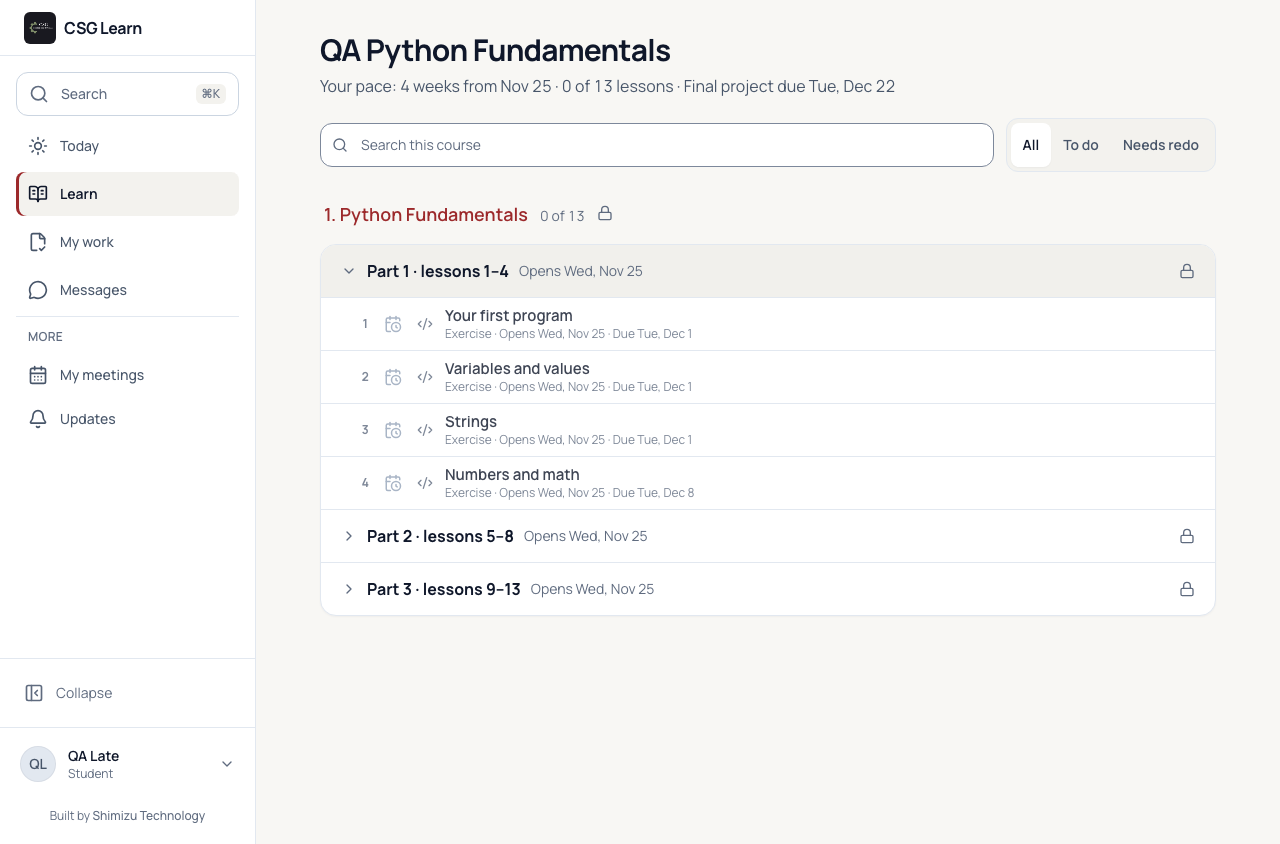 CSG Learn
Search ⌘K
Today
Learn
My work
Messages
MORE
My meetings
Updates
Collapse
QL
QA Late
Student
Built by Shimizu Technology
QA Python Fundamentals
Your pace: 4 weeks from Nov 25 · 0 of 13 lessons · Final project due Tue, Dec 22
Search this course
All To do Needs redo
1. Python Fundamentals 0 of 13
Part 1 · lessons 1–4 Opens Wed, Nov 25
1 Your first program
Exercise · Opens Wed, Nov 25 · Due Tue, Dec 1
2 Variables and values
Exercise · Opens Wed, Nov 25 · Due Tue, Dec 1
3 Strings
Exercise · Opens Wed, Nov 25 · Due Tue, Dec 1
4 Numbers and math
Exercise · Opens Wed, Nov 25 · Due Tue, Dec 8
Part 2 · lessons 5–8 Opens Wed, Nov 25
Part 3 · lessons 9–13 Opens Wed, Nov 25